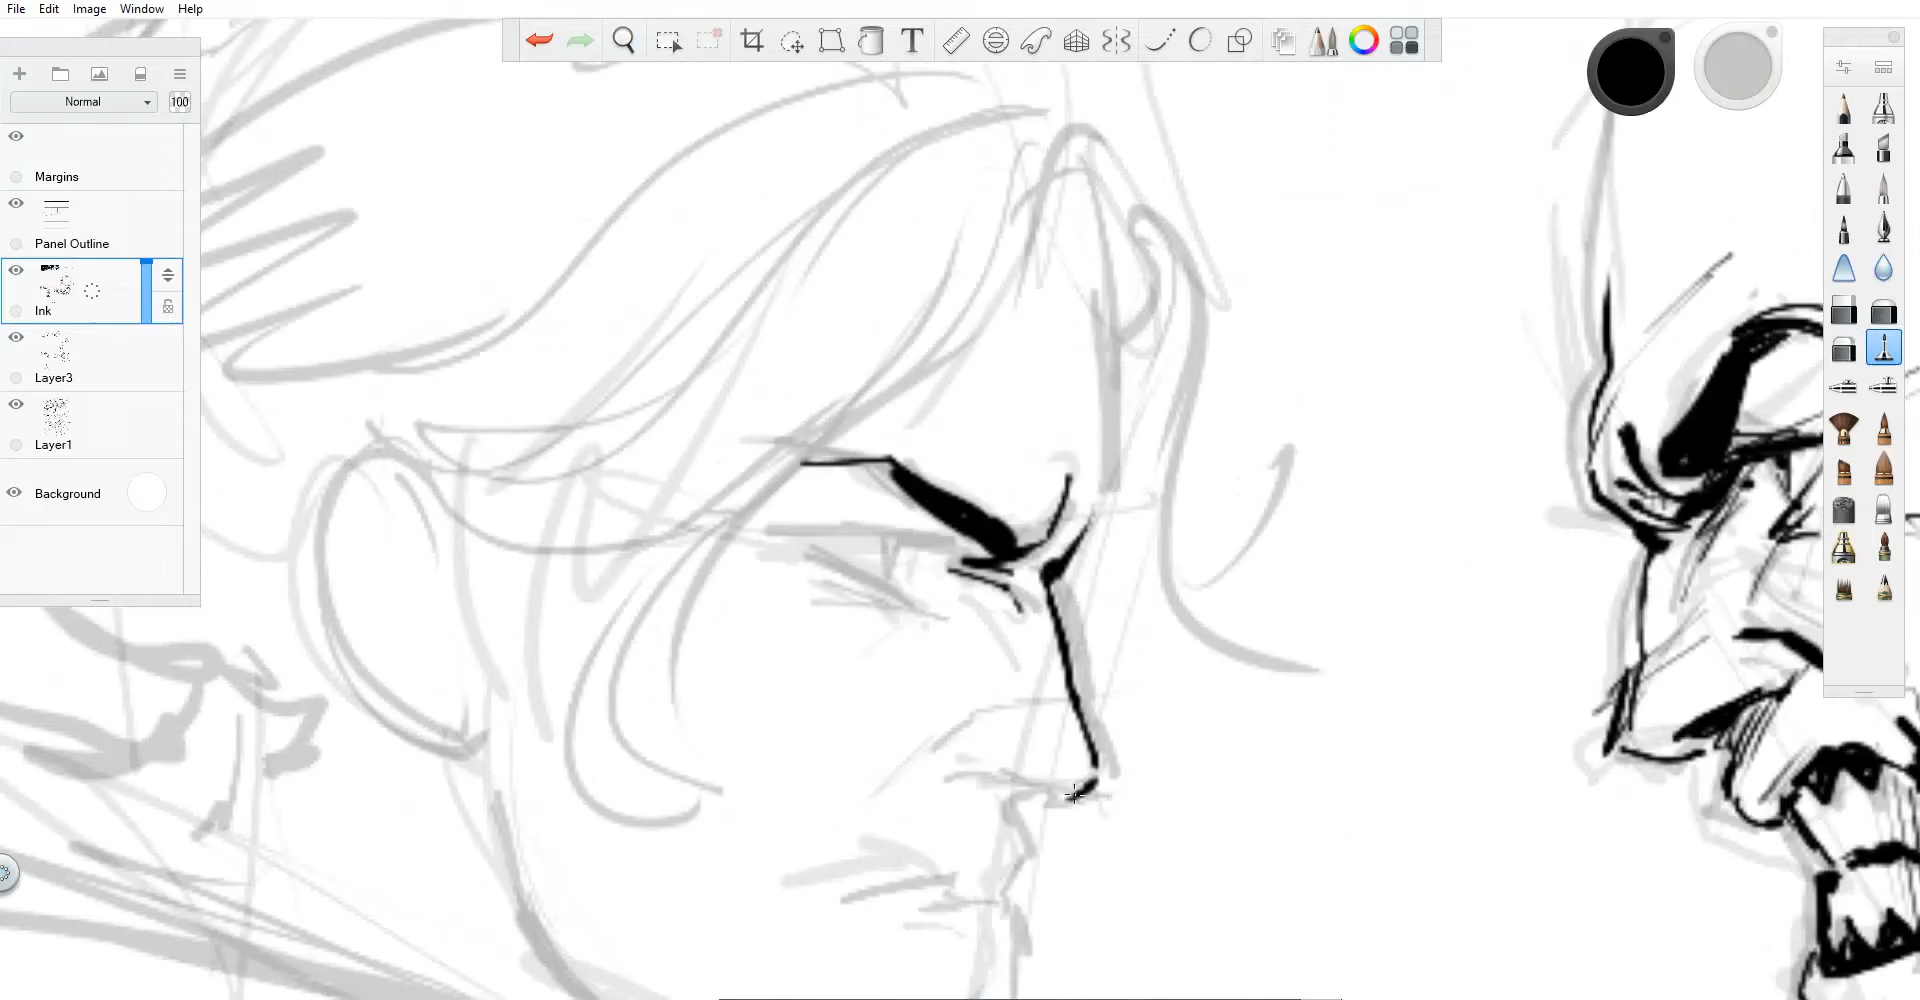 File Edit Image Window Help
Normal 100
Margins
Panel Outline
Ink
Layer3
Layer1
Background
T